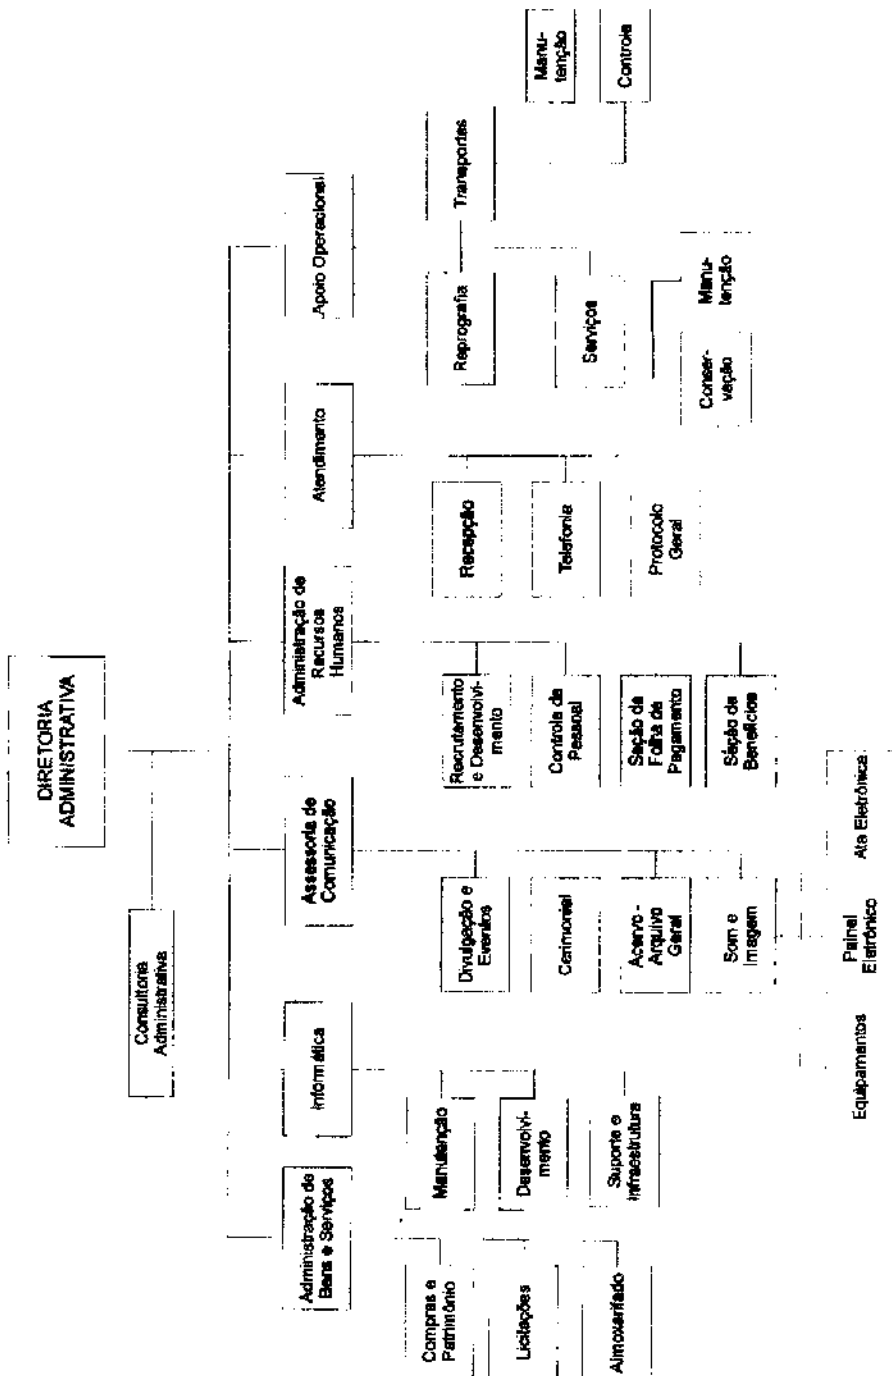 DIRETORIA
ADMINISTRATIVA
Consultoria
Administrativa
Administração de
Bens e Serviços
Informática
Assessoria de
Comunicação
Administração de
Recursos
Humanos
Atendimento
Apoio Operacional
Compras e
Patrimônio
Licitações
Almoxarifado
Manutenção
Desenvolvi-
mento
Suporte e
Infraestrutura
Divulgação e
Eventos
Cerimonial
Acervo -
Arquivo
Geral
Som e
Imagem
Equipamentos
Painel
Eletrônico
Ata Eletrônica
Recrutamento
e Desenvolvi-
mento
Controle de
Pessoal
Seção de
Folha de
Pagamento
Seção de
Benefícios
Recepção
Telefonia
Protocolo
Geral
Reprografia
Transportes
Serviços
Conser-
vação
Manu-
tenção
Manu-
tenção
Controle